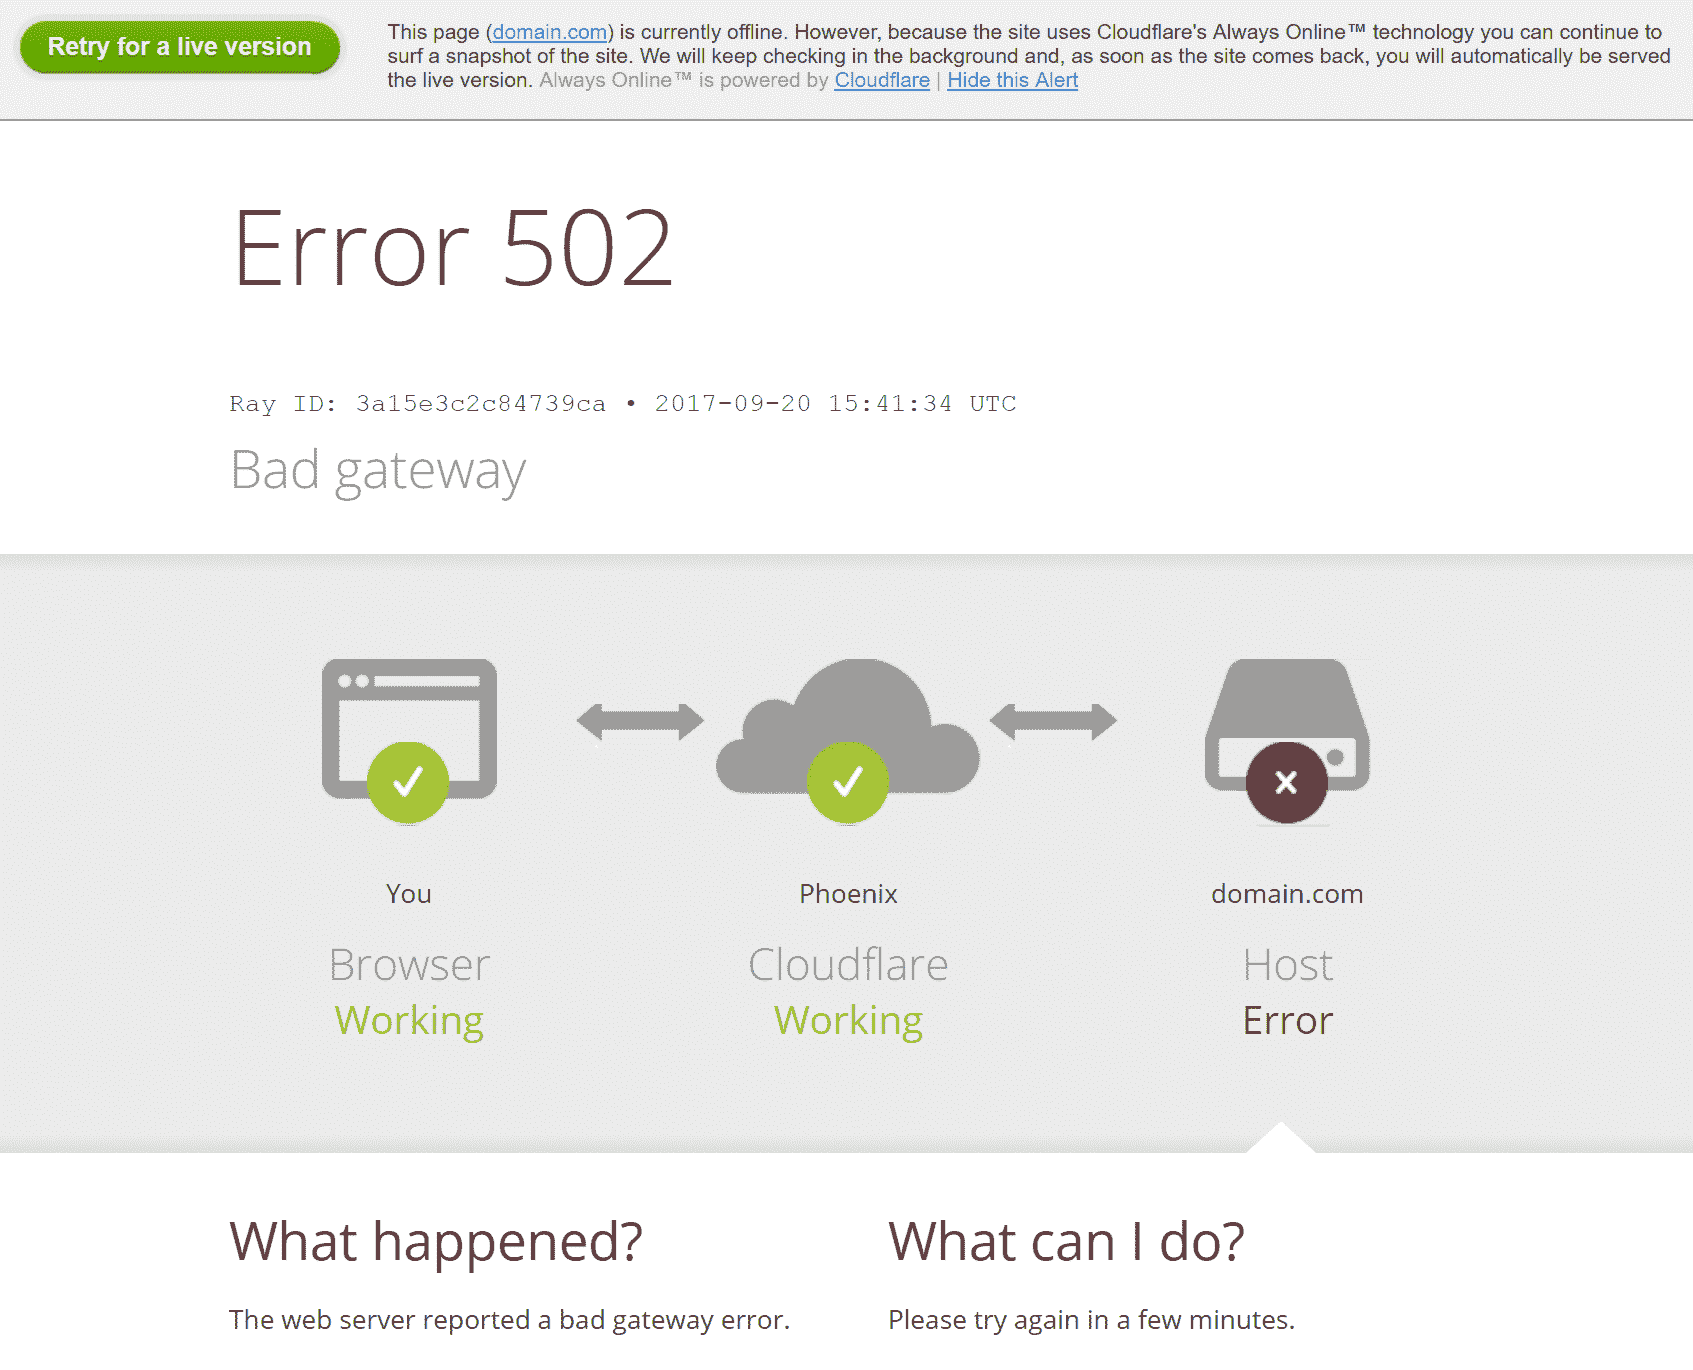 Retry for a live version
This page (domain.com) is currently offline. However, because the site uses Cloudflare's Always Online™ technology you can continue to
surf a snapshot of the site. We will keep checking in the background and, as soon as the site comes back, you will automatically be served
the live version. Always Online™ is powered by Cloudflare | Hide this Alert
Error 502
Ray ID: 3a15e3c2c84739ca • 2017-09-20 15:41:34 UTC
Bad gateway
You
Browser
Working
Phoenix
Cloudflare
Working
domain.com
Host
Error
What happened?
The web server reported a bad gateway error.
What can I do?
Please try again in a few minutes.